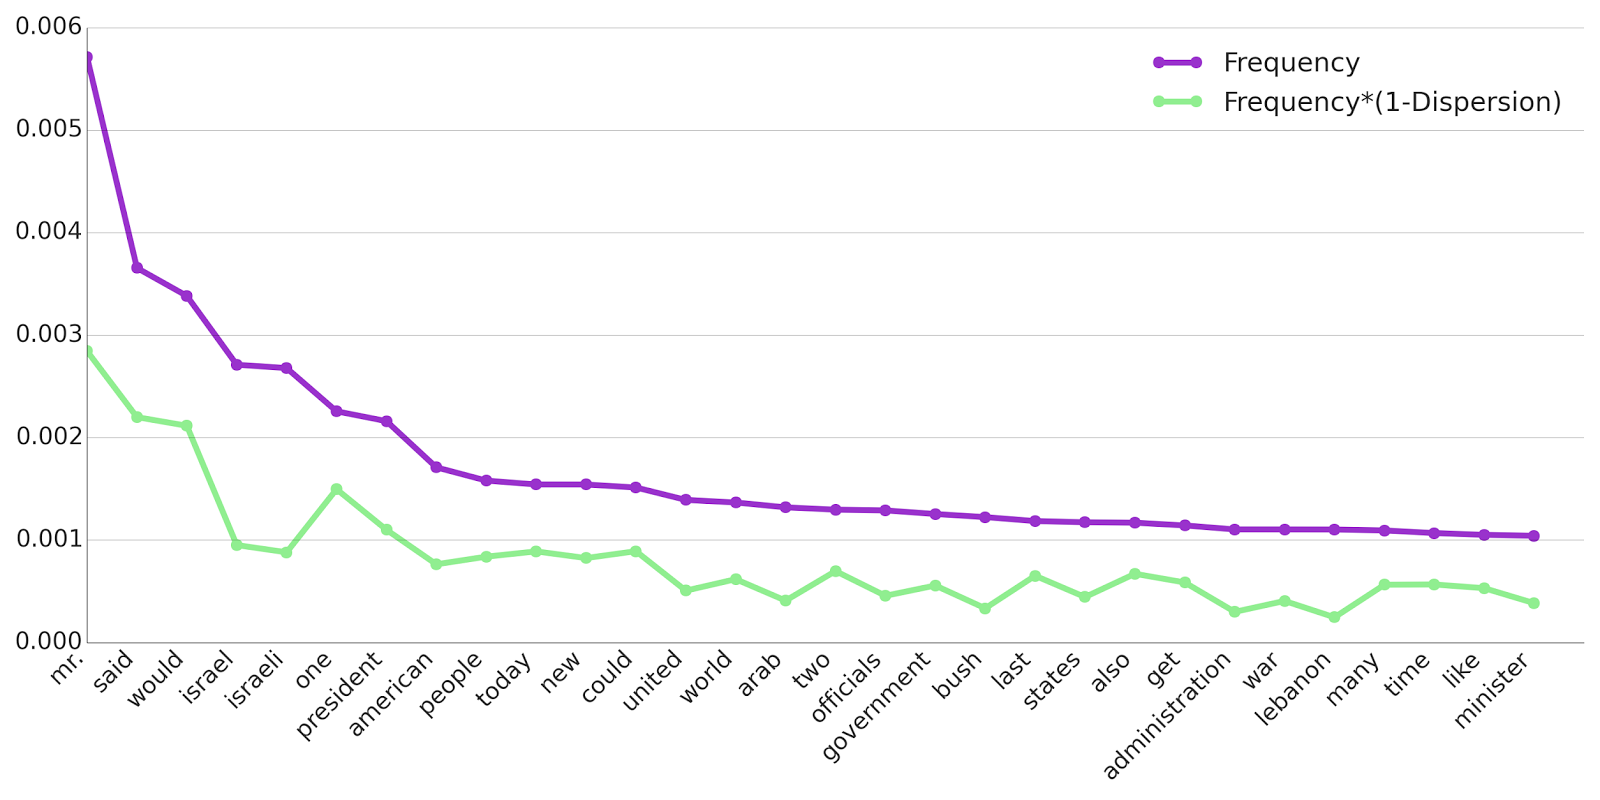 0.006
0.005
0.004
0.003
0.002
0.001
0.000
Frequency
Frequency*(1-Dispersion)
mr.
said
would
israel
israeli
one
president
american
people
today
new
could
united
world
arab
two
officials
government
bush
last
states
also
get
administration
war
lebanon
many
time
like
minister